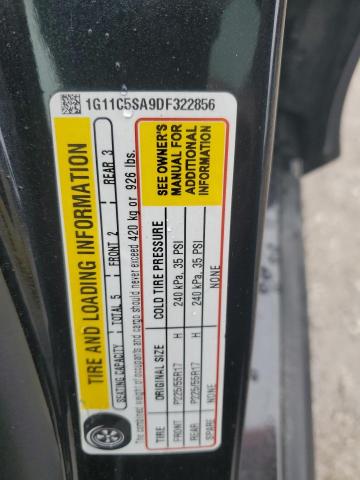 1G11C5SA9DF322856
TIRE AND LOADING INFORMATION
SEATING CAPACITY TOTAL 5 FRONT 2 REAR 3
The combined weight of occupants and cargo should never exceed 420 kg or 926 lbs.
TIRE ORIGINAL SIZE COLD TIRE PRESSURE
FRONT P225/55R17 H 240 kPa, 35 PSI
REAR P225/55R17 H 240 kPa, 35 PSI
SPARE NONE NONE
SEE OWNER'S
MANUAL FOR
ADDITIONAL
INFORMATION